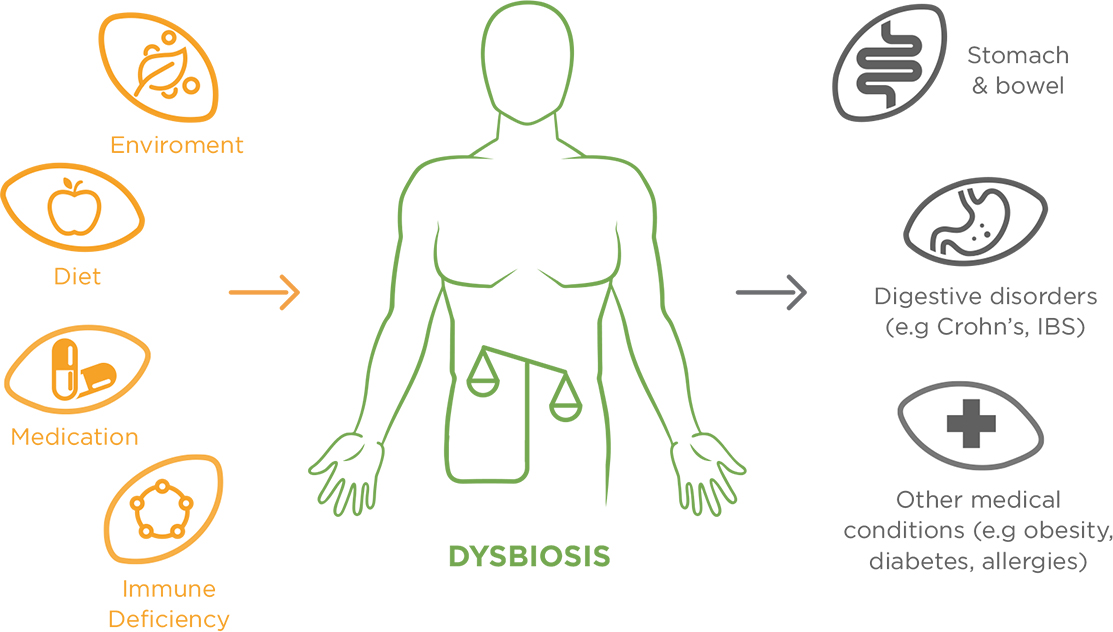 Enviroment
Diet
Medication
Immune
Deficiency
DYSBIOSIS
Stomach
& bowel
Digestive disorders
(e.g Crohn’s, IBS)
Other medical
conditions (e.g obesity,
diabetes, allergies)